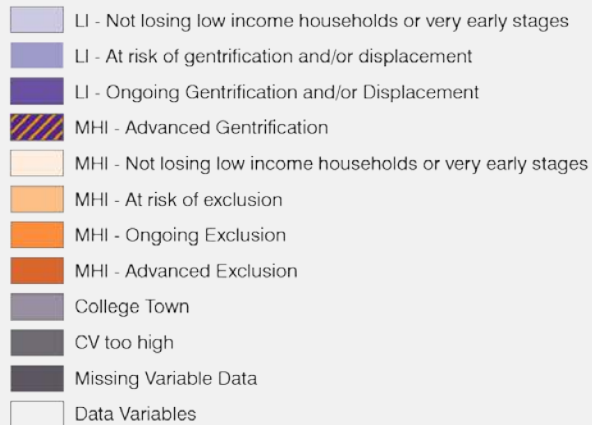 LI - Not losing low income households or very early stages
LI - At risk of gentrification and/or displacement
LI - Ongoing Gentrification and/or Displacement
MHI - Advanced Gentrification
MHI - Not losing low income households or very early stages
MHI - At risk of exclusion
MHI - Ongoing Exclusion
MHI - Advanced Exclusion
College Town
CV too high
Missing Variable Data
Data Variables